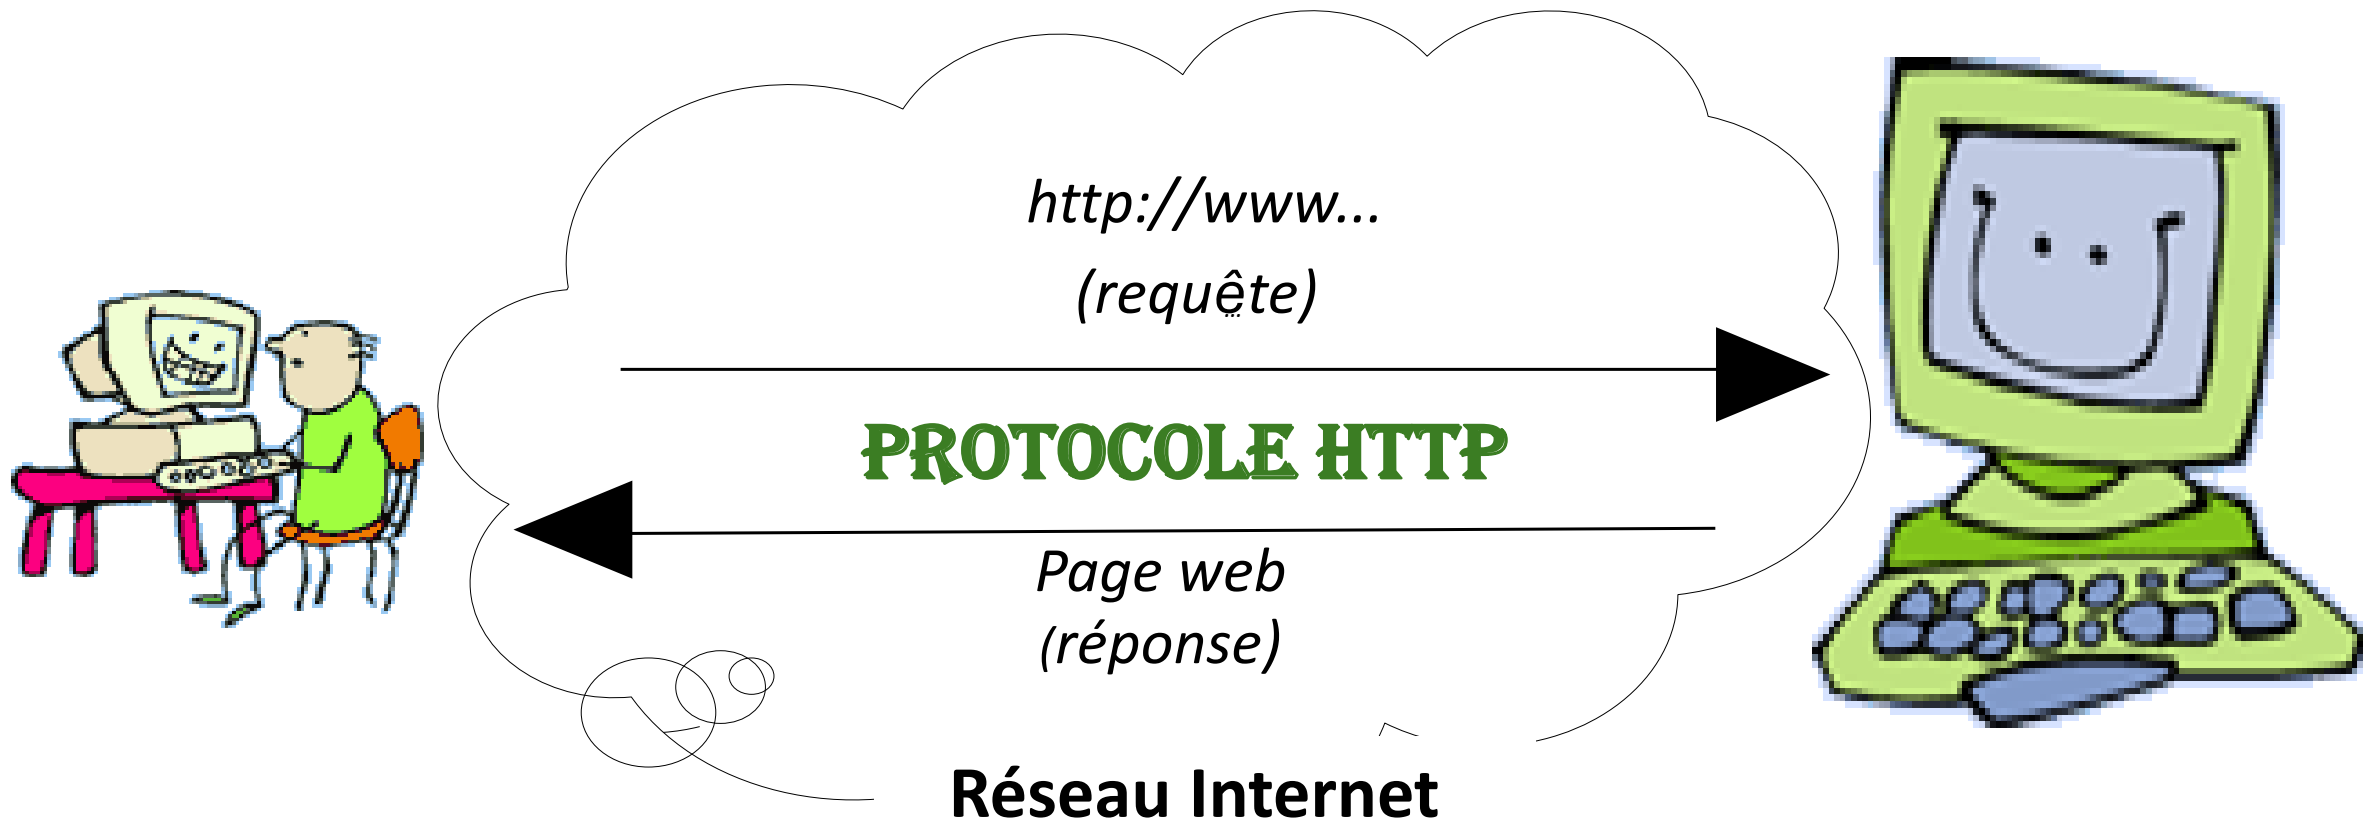 http://www...
(requête)
PROTOCOLE HTTP
Page web
(réponse)
Réseau Internet